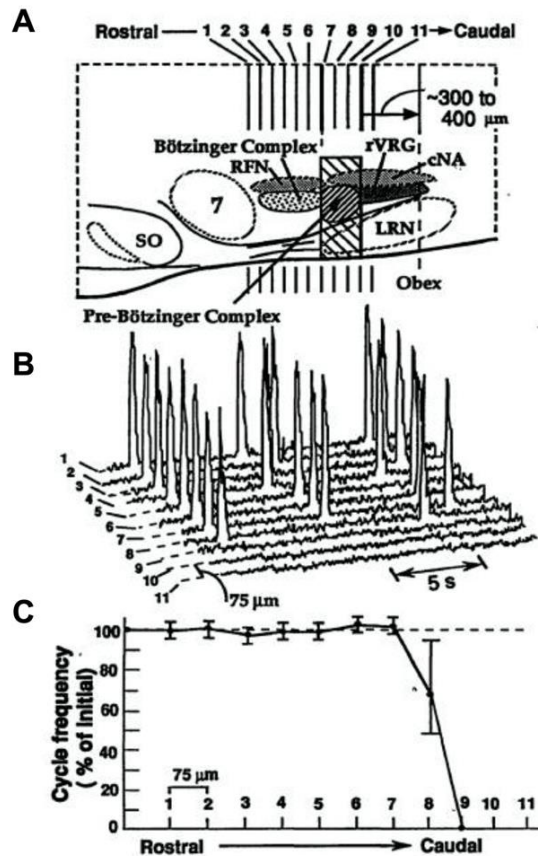 A
Rostral
1 2 3 4 5 6 7 8 9 10 11
Caudal
~300 to
400 μm
Bötzinger Complex
rVRG
RFN
cNA
7
SO
LRN
Obex
Pre-Bötzinger Complex
B
1
2
3
4
5
6
7
8
9
10
11
75 μm
5 s
C
Cycle frequency
( % of initial)
100
80
60
40
20
0
75 μm
1 2 3 4 5 6 7 8 9 10 11
Rostral
Caudal